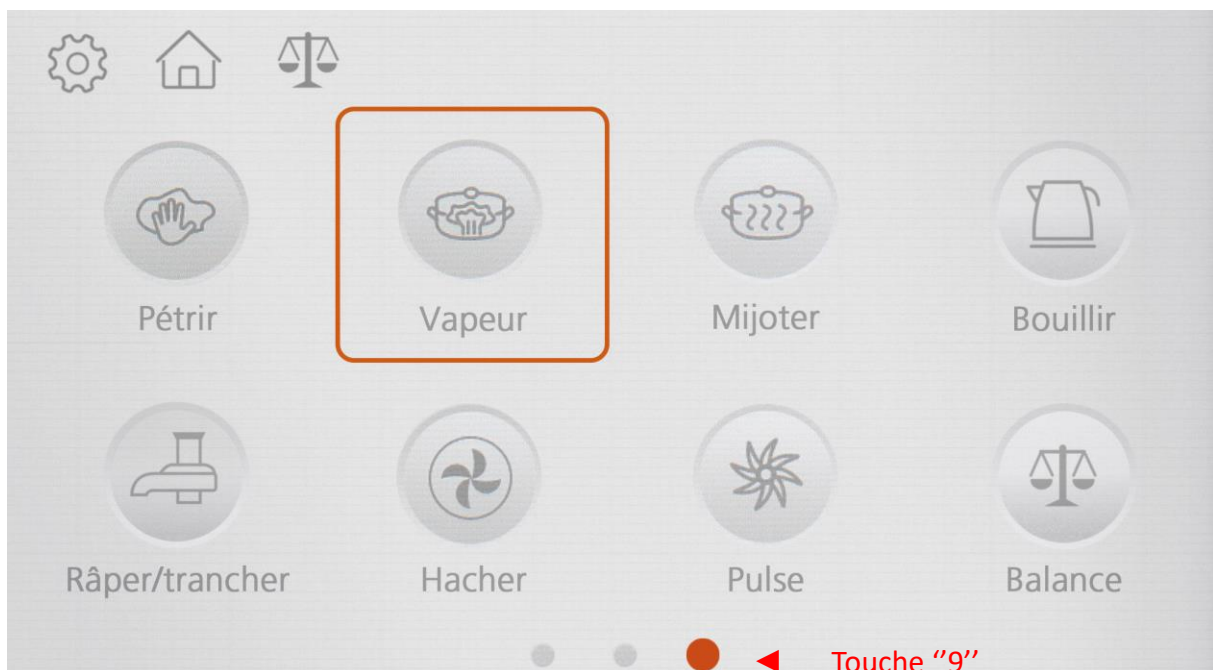 Pétrir
Vapeur
Mijoter
Bouillir
Râper/trancher
Hacher
Pulse
Balance
Touche ‘’9’’